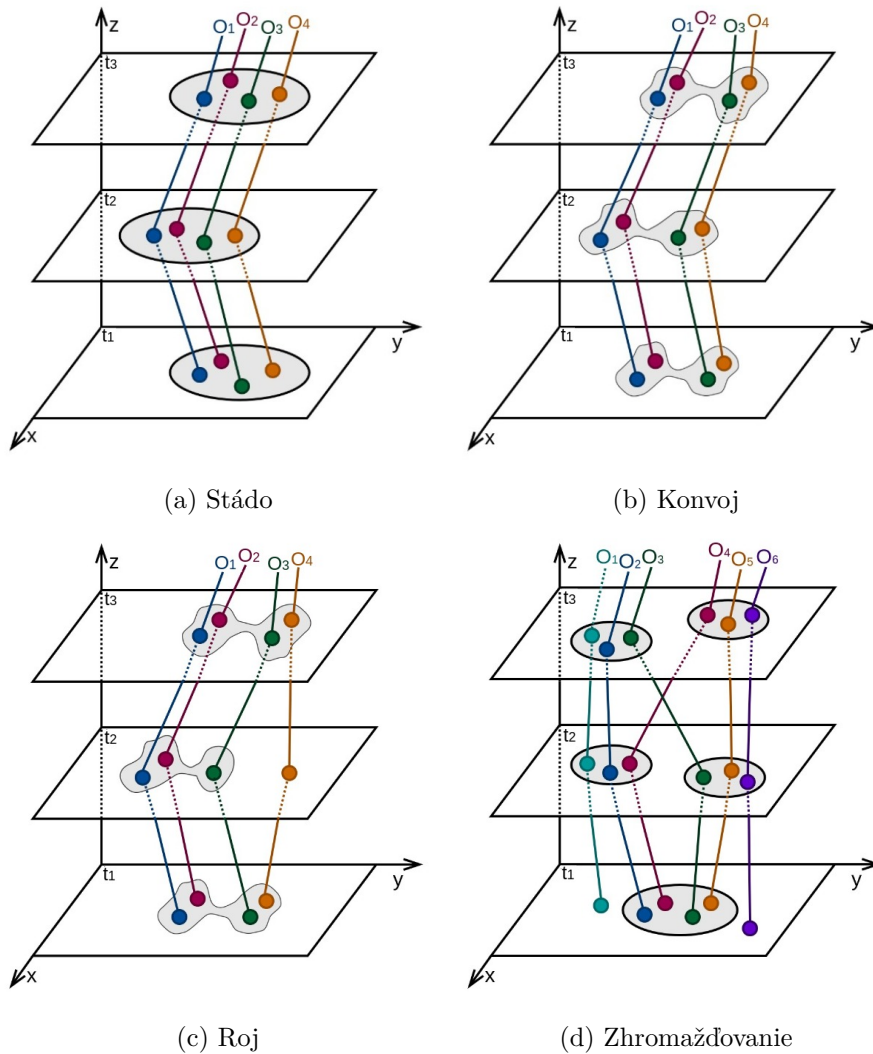 z O1 O2 O3 O4
t3
t2
t1
y
x
(a) Stádo
z O1 O2 O3 O4
t3
t2
t1
y
x
(b) Konvoj
z O1 O2 O3 O4
t3
t2
t1
y
x
(c) Roj
z O1 O2 O3 O4 O5 O6
t3
t2
t1
y
x
(d) Zhromažďovanie